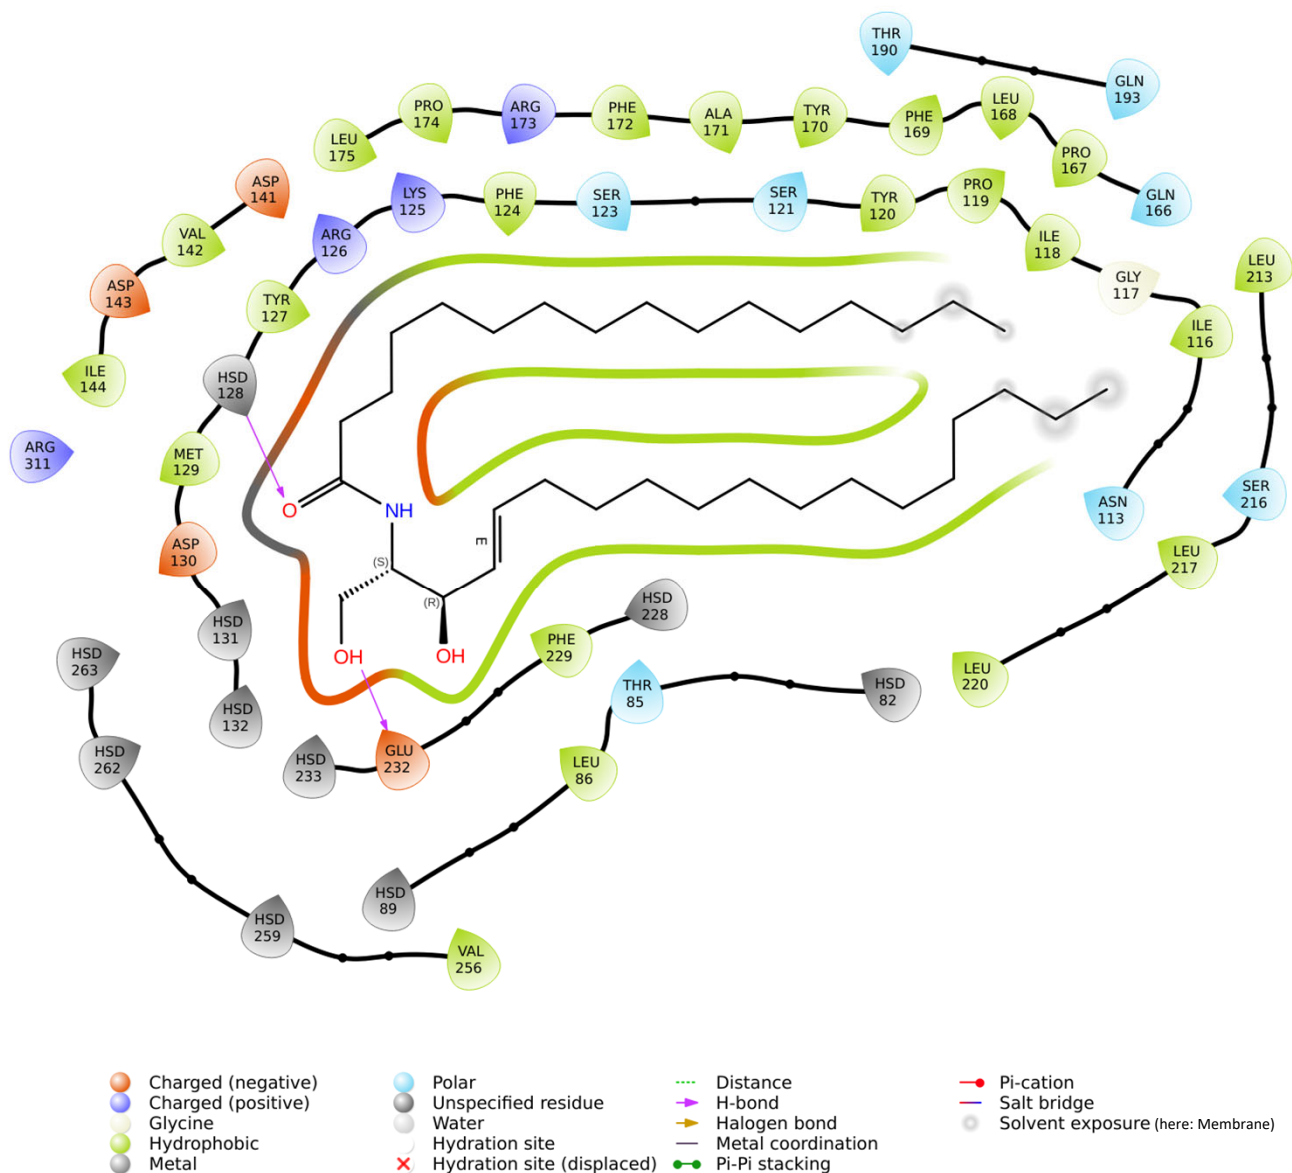 THR
190
GLN
193
LEU
175
PRO
174
ARG
173
PHE
172
ALA
171
TYR
170
PHE
169
LEU
168
PRO
167
GLN
166
ASP
141
VAL
142
ASP
143
ILE
144
ARG
311
LYS
125
PHE
124
SER
123
SER
121
TYR
120
PRO
119
ILE
118
GLY
117
ILE
116
ASN
113
ARG
126
TYR
127
HSD
128
MET
129
ASP
130
HSD
131
HSD
132
LEU
213
SER
216
LEU
217
LEU
220
O
NH
E
(S)
(R)
OH
OH
HSD
228
PHE
229
GLU
232
HSD
233
HSD
82
THR
85
LEU
86
HSD
89
HSD
263
HSD
262
HSD
259
VAL
256
Charged (negative)
Charged (positive)
Glycine
Hydrophobic
Metal
Polar
Unspecified residue
Water
Hydration site
Hydration site (displaced)
Distance
H-bond
Halogen bond
Metal coordination
Pi-Pi stacking
Pi-cation
Salt bridge
Solvent exposure (here: Membrane)